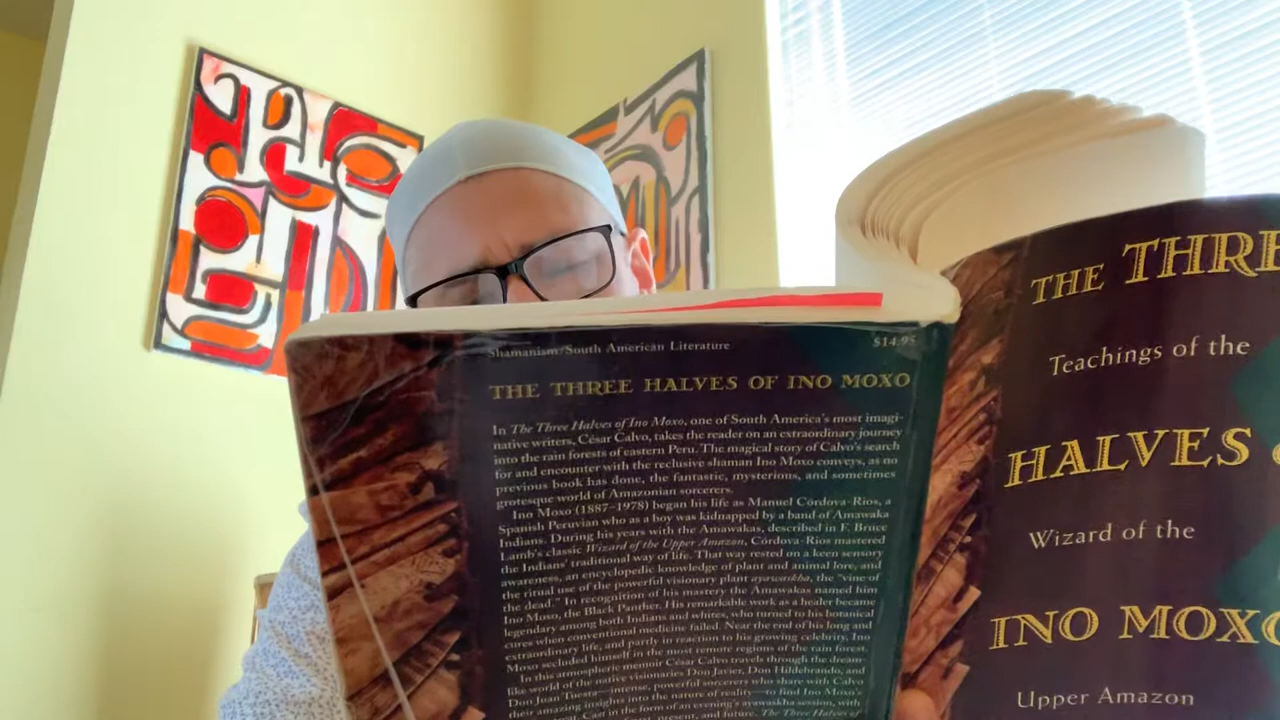 Shamanism/South American Literature
$14.95
THE THREE HALVES OF INO MOXO
In The Three Halves of Ino Moxo, one of South America's most imagi-
native writers, César Calvo, takes the reader on an extraordinary journey
into the rain forests of eastern Peru. The magical story of Calvo's search
for and encounter with the reclusive shaman Ino Moxo conveys, as no
previous book has done, the fantastic, mysterious, and sometimes
grotesque world of Amazonian sorcerers.
Ino Moxo (1887–1978) began his life as Manuel Córdova-Rios, a
Spanish Peruvian who as a boy was kidnapped by a band of Amawaka
Indians. During his years with the Amawakas, described in F. Bruce
Lamb's classic Wizard of the Upper Amazon, Córdova-Rios mastered
the Indians' traditional way of life. That way rested on a keen sensory
awareness, an encyclopedic knowledge of plant and animal lore, and
the ritual use of the powerful visionary plant ayawaskha, the "vine of
the dead." In recognition of his mastery the Amawakas named him
Ino Moxo, the Black Panther. His remarkable work as a healer became
legendary among both Indians and whites, who turned to his botanical
cures when conventional medicine failed. Near the end of his long and
extraordinary life, and partly in reaction to his growing celebrity, Ino
Moxo secluded himself in the most remote regions of the rain forest.
In this atmospheric memoir César Calvo travels through the dream-
like world of the native visionaries Don Javier, Don Hildebrando, and
Don Juan Tuesta—intense, powerful sorcerers who share with Calvo
their amazing insights into the nature of reality—to find Ino Moxo's
Cast in the form of an evening's ayawaskha session, with
present, and future. The Three Halves of
THE THRE
Teachings of the
HALVES
Wizard of the
INO MOXO
Upper Amazon